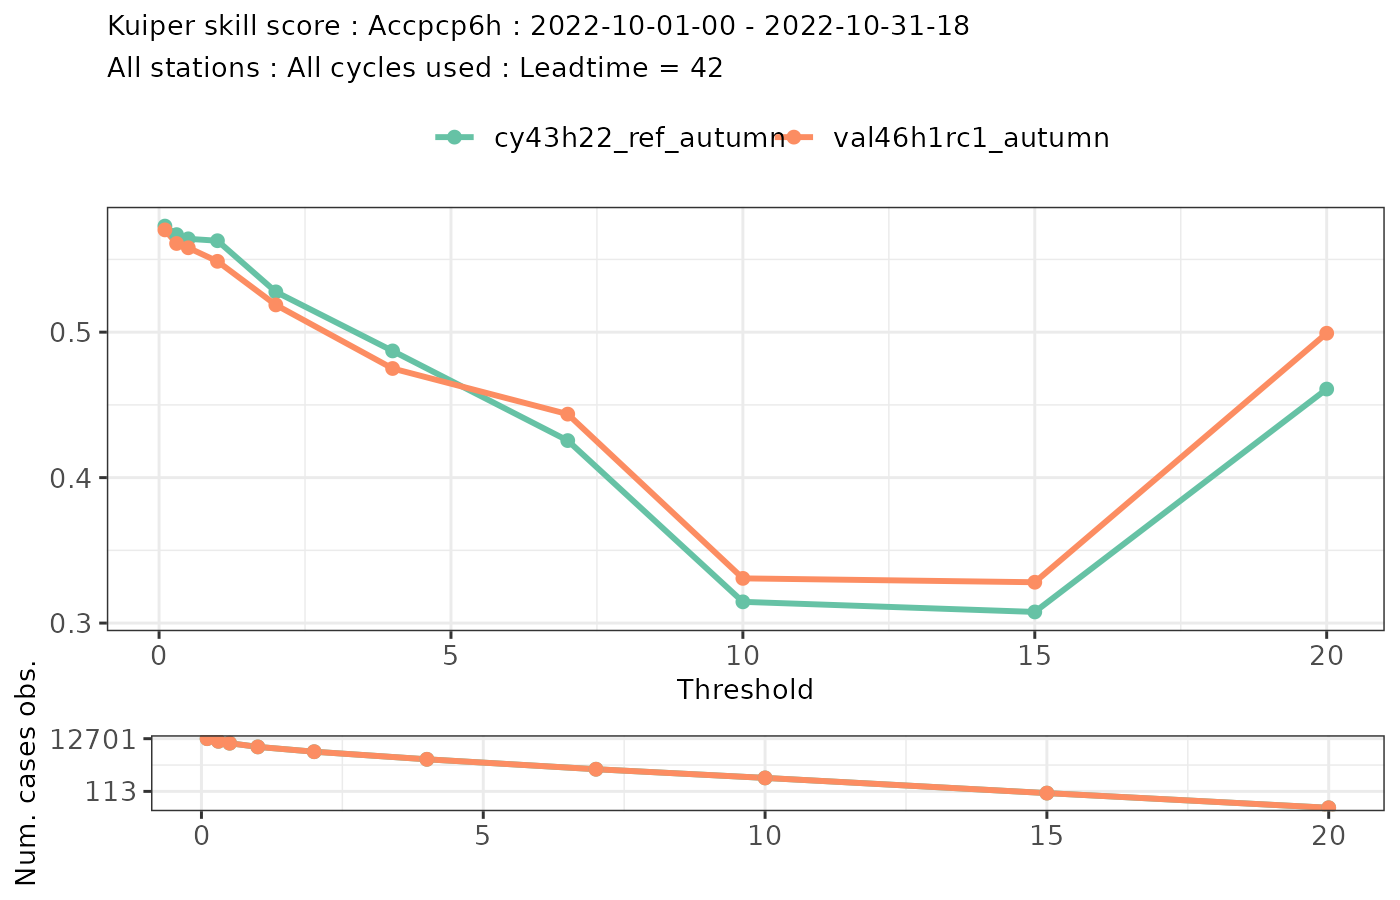 Kuiper skill score : Accpcp6h : 2022-10-01-00 - 2022-10-31-18
All stations : All cycles used : Leadtime = 42
cy43h22_ref_autumn val46h1rc1_autumn
0.5
0.4
0.3
0 5 10 15 20
Threshold
Num. cases obs.
12701
113
0 5 10 15 20